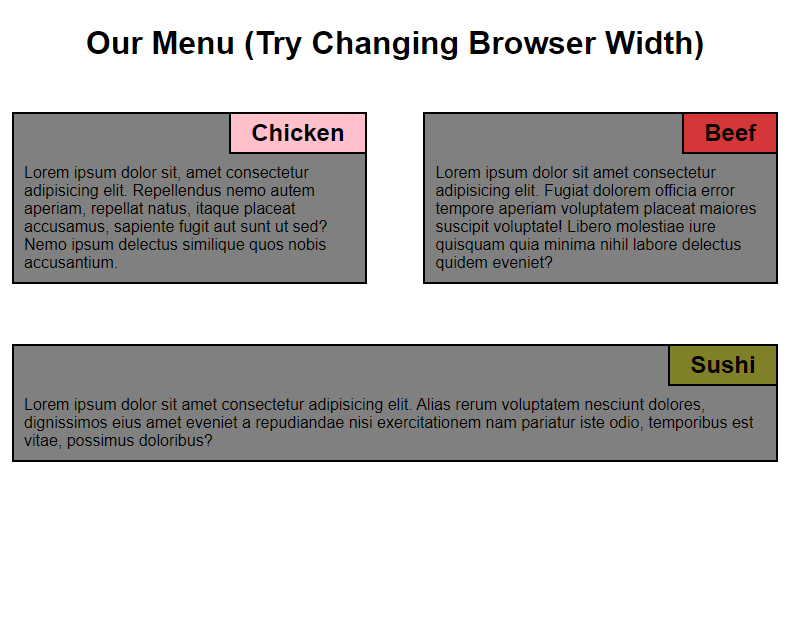 Our Menu (Try Changing Browser Width)
Chicken
Lorem ipsum dolor sit, amet consectetur
adipisicing elit. Repellendus nemo autem
aperiam, repellat natus, itaque placeat
accusamus, sapiente fugit aut sunt ut sed?
Nemo ipsum delectus similique quos nobis
accusantium.
Beef
Lorem ipsum dolor sit amet consectetur
adipisicing elit. Fugiat dolorem officia error
tempore aperiam voluptatem placeat maiores
suscipit voluptate! Libero molestiae iure
quisquam quia minima nihil labore delectus
quidem eveniet?
Sushi
Lorem ipsum dolor sit amet consectetur adipisicing elit. Alias rerum voluptatem nesciunt dolores,
dignissimos eius amet eveniet a repudiandae nisi exercitationem nam pariatur iste odio, temporibus est
vitae, possimus doloribus?